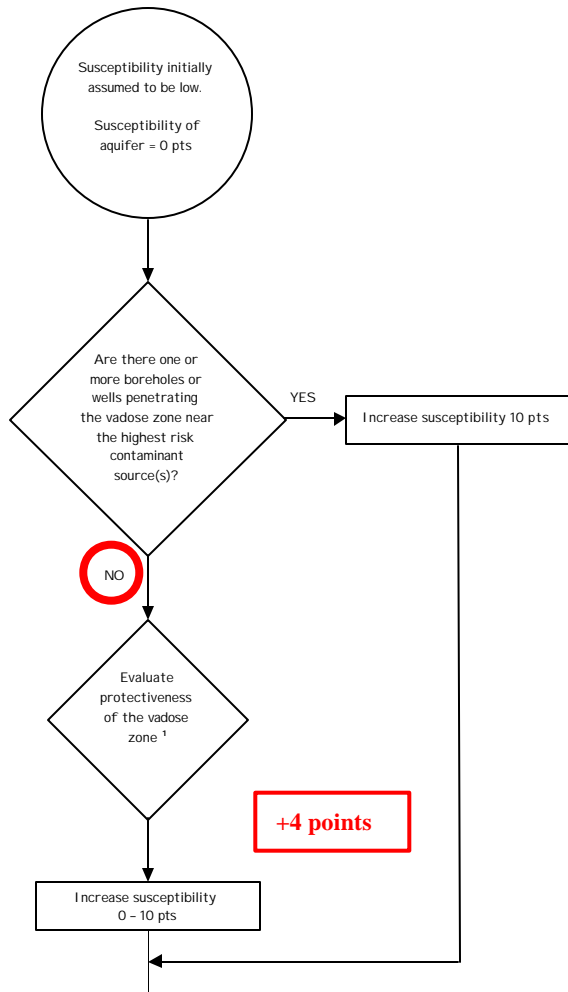 Susceptibility initially
assumed to be low.
Susceptibility of
aquifer = 0 pts
Are there one or
more boreholes or
wells penetrating
the vadose zone near
the highest risk
contaminant
source(s)?
YES
Increase susceptibility 10 pts
NO
Evaluate
protectiveness
of the vadose
zone ¹
+4 points
Increase susceptibility
0 – 10 pts